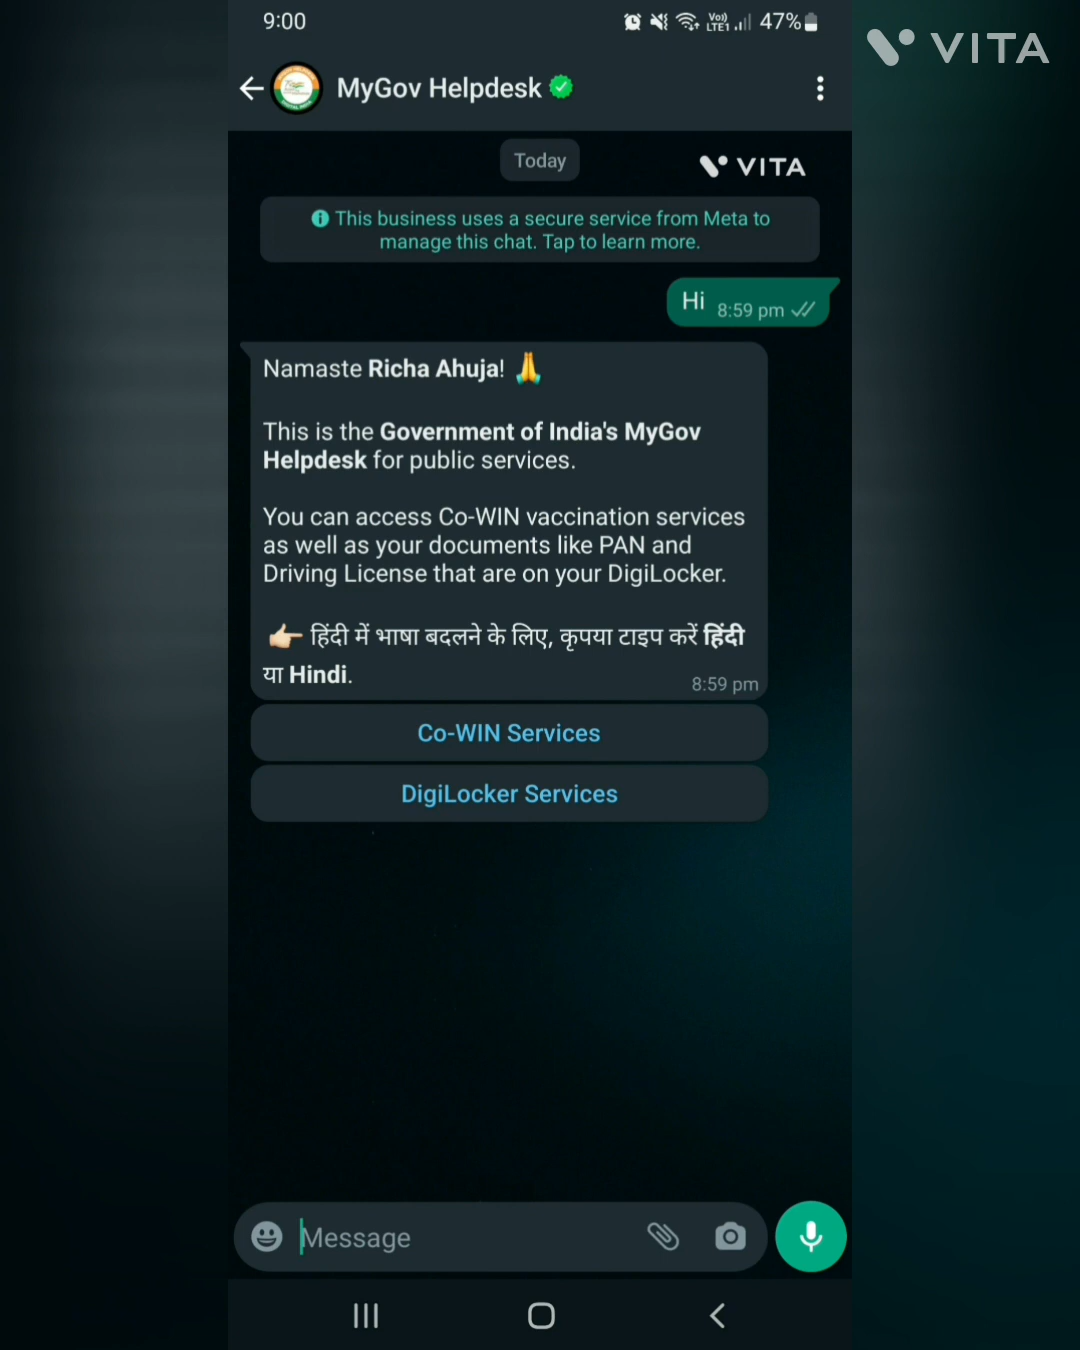 9:00 Vo) LTE1 47%
VITA
MyGov Helpdesk
Today
VITA
This business uses a secure service from Meta to
manage this chat. Tap to learn more.
Hi 8:59 pm
Namaste Richa Ahuja! 🙏
This is the Government of India's MyGov
Helpdesk for public services.
You can access Co-WIN vaccination services
as well as your documents like PAN and
Driving License that are on your DigiLocker.
👉🏻 हिंदी में भाषा बदलने के लिए, कृपया टाइप करें हिंदी
या Hindi.
8:59 pm
Co-WIN Services
DigiLocker Services
Message